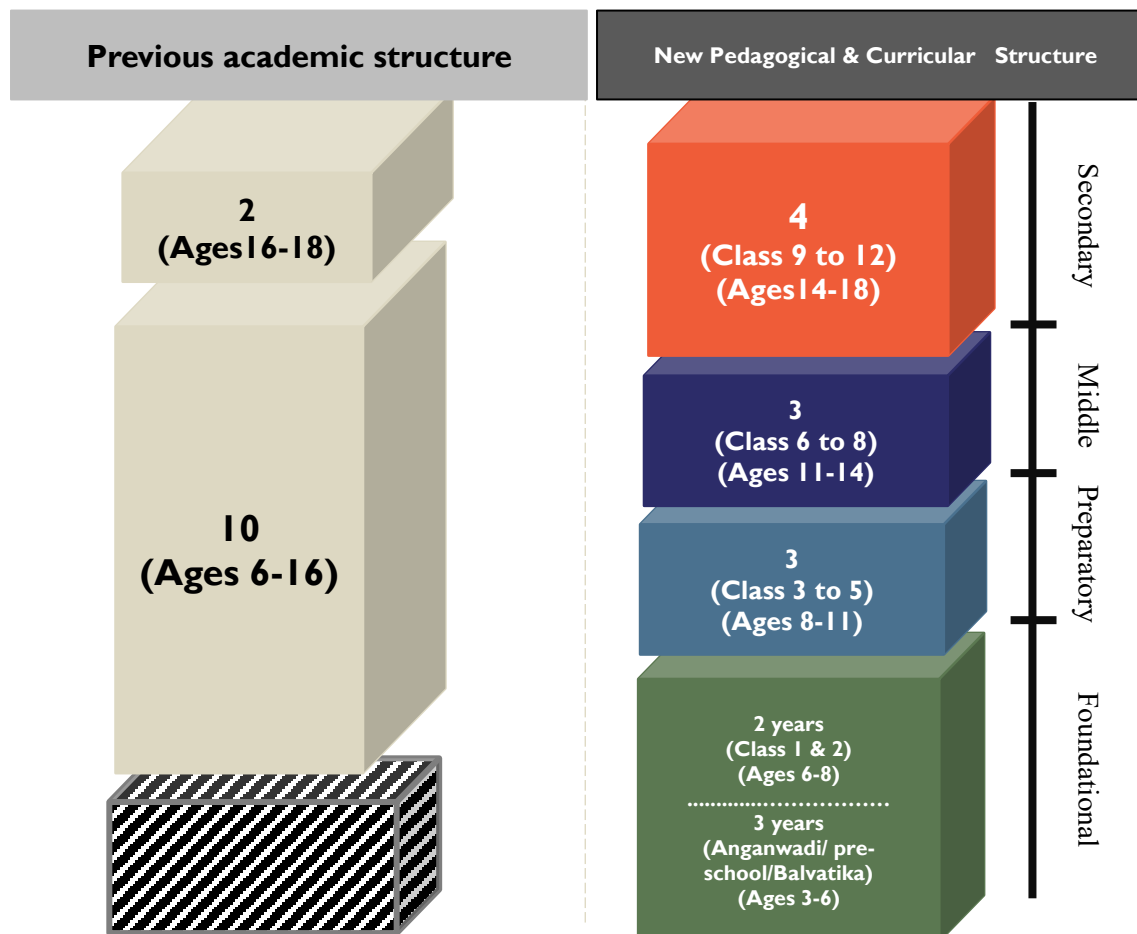 Previous academic structure
New Pedagogical & Curricular Structure
2
(Ages16-18)
10
(Ages 6-16)
4
(Class 9 to 12)
(Ages14-18)
3
(Class 6 to 8)
(Ages 11-14)
3
(Class 3 to 5)
(Ages 8-11)
2 years
(Class 1 & 2)
(Ages 6-8)
................................
3 years
(Anganwadi/ pre-
school/Balvatika)
(Ages 3-6)
Secondary
Middle
Preparatory
Foundational